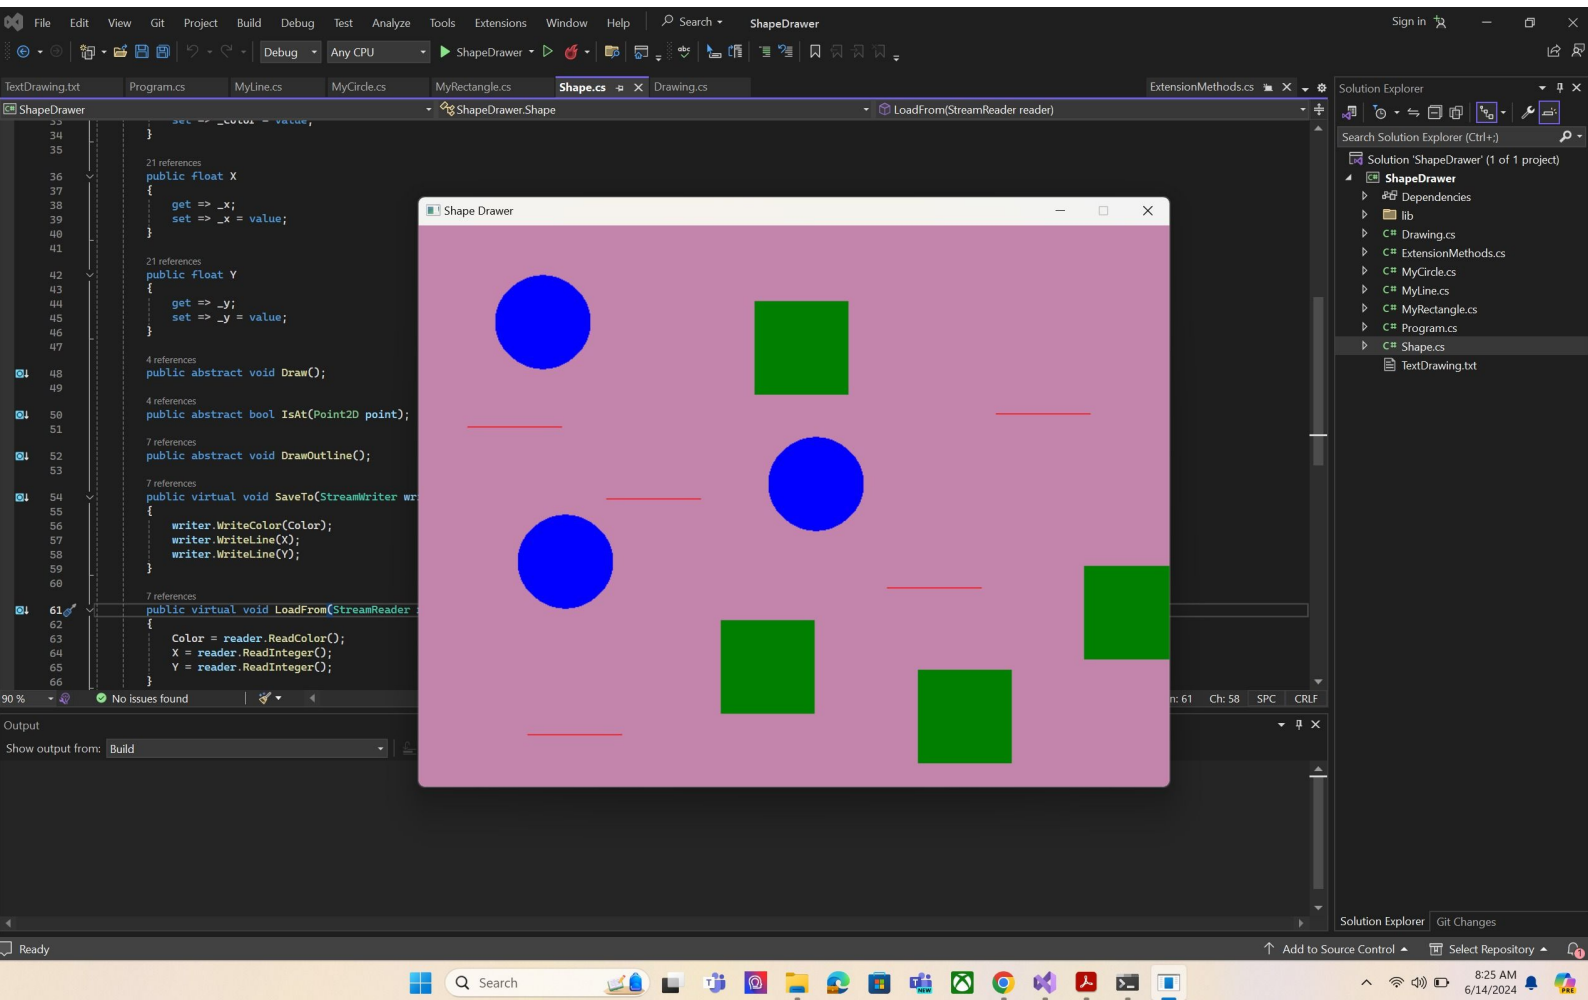 File Edit View Git Project Build Debug Test Analyze Tools Extensions Window Help Search ShapeDrawer Sign in
Debug Any CPU ShapeDrawer
TextDrawing.txt Program.cs MyLine.cs MyCircle.cs MyRectangle.cs Shape.cs Drawing.cs ExtensionMethods.cs
ShapeDrawer ShapeDrawer.Shape LoadFrom(StreamReader reader)
33 set => _color = value;
34 }
35
21 references
36 public float X
37 {
38 get => _x;
39 set => _x = value;
40 }
41
21 references
42 public float Y
43 {
44 get => _y;
45 set => _y = value;
46 }
47
4 references
48 public abstract void Draw();
49
4 references
50 public abstract bool IsAt(Point2D point);
51
7 references
52 public abstract void DrawOutline();
53
7 references
54 public virtual void SaveTo(StreamWriter wr
55 {
56 writer.WriteColor(Color);
57 writer.WriteLine(X);
58 writer.WriteLine(Y);
59 }
60
7 references
61 public virtual void LoadFrom(StreamReader
62 {
63 Color = reader.ReadColor();
64 X = reader.ReadInteger();
65 Y = reader.ReadInteger();
66 }
90 % No issues found n: 61 Ch: 58 SPC CRLF
Shape Drawer
Output
Show output from: Build
Solution Explorer
Search Solution Explorer (Ctrl+;)
Solution 'ShapeDrawer' (1 of 1 project)
C# ShapeDrawer
Dependencies
lib
C# Drawing.cs
C# ExtensionMethods.cs
C# MyCircle.cs
C# MyLine.cs
C# MyRectangle.cs
C# Program.cs
C# Shape.cs
TextDrawing.txt
Solution Explorer Git Changes
Ready Add to Source Control Select Repository 1
Search NEW 8:25 AM PRE
6/14/2024